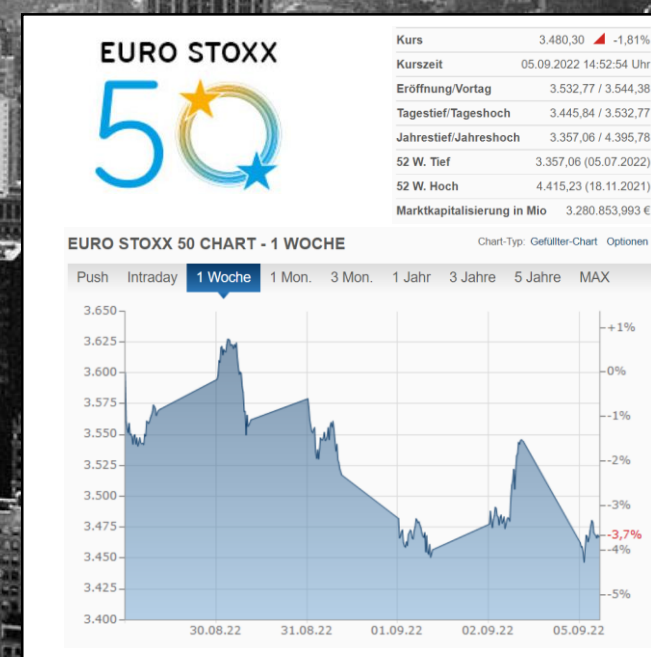 EURO STOXX
50
Kurs 3.480,30 -1,81%
Kurszeit 05.09.2022 14:52:54 Uhr
Eröffnung/Vortag 3.532,77 / 3.544,38
Tagestief/Tageshoch 3.445,84 / 3.532,77
Jahrestief/Jahreshoch 3.357,06 / 4.395,78
52 W. Tief 3.357,06 (05.07.2022)
52 W. Hoch 4.415,23 (18.11.2021)
Marktkapitalisierung in Mio 3.280.853,993 €
EURO STOXX 50 CHART - 1 WOCHE Chart-Typ: Gefüllter-Chart Optionen
Push Intraday 1 Woche 1 Mon. 3 Mon. 1 Jahr 3 Jahre 5 Jahre MAX
3.650
3.625 +1%
3.600 0%
3.575
3.550 -1%
3.525 -2%
3.500 -3%
3.475 -3,7%
3.450 -4%
3.425 -5%
3.400
30.08.22 31.08.22 01.09.22 02.09.22 05.09.22